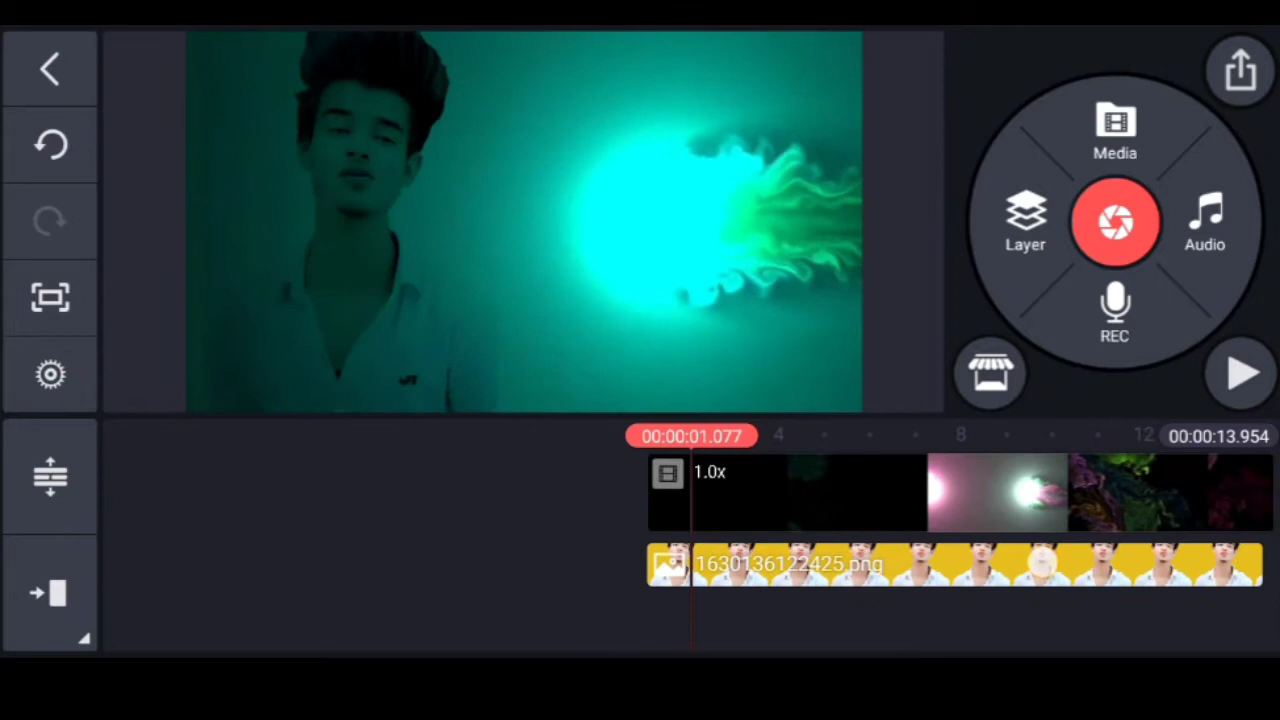 Media
Layer
Audio
REC
00:00:01.077
4
8
12
00:00:13.954
1.0x
1630136122425.png